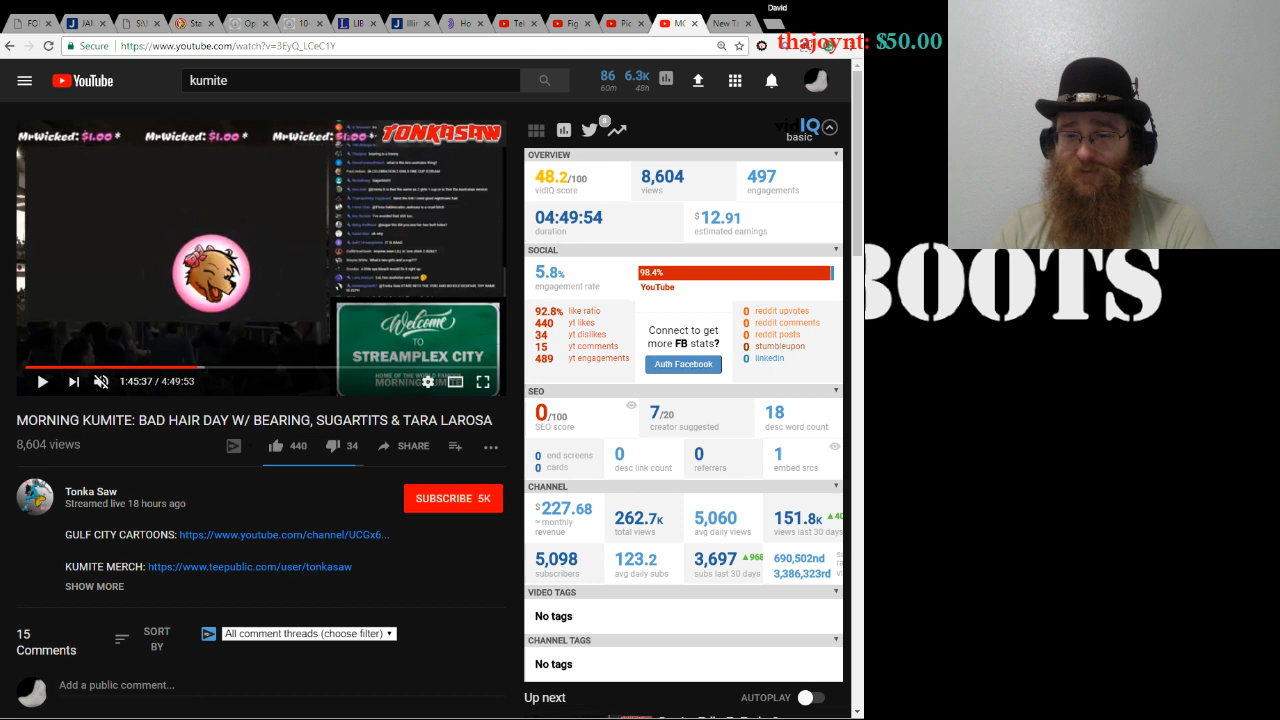 David
Secure https://www.youtube.com/watch?v=3EyQ_LCeC1Y
thajoynt: $50.00
YouTube
kumite
86 60m
6.3K 48h
MrWicked: $1.00 * MrWicked: $1.00 * MrWicked: $1.00 *
TONKASAW
Welcome
TO
STREAMPLEX CITY
HOME OF THE WORLD FAMOUS
MORNING KUMITE
1:45:37 / 4:49:53
MORNING KUMITE: BAD HAIR DAY W/ BEARING, SUGARTITS & TARA LAROSA
8,604 views
440 34 SHARE
Tonka Saw
Streamed live 18 hours ago
SUBSCRIBE 5K
GULF CITY CARTOONS: https://www.youtube.com/channel/UCGx6...
KUMITE MERCH: https://www.teepublic.com/user/tonkasaw
SHOW MORE
15 Comments
SORT BY
All comment threads (choose filter)
Add a public comment...
8
vidIQ
basic
OVERVIEW
48.2/100 vidIQ score
8,604 views
497 engagements
04:49:54 duration
$12.91 estimated earnings
SOCIAL
5.8% engagement rate
98.4%
YouTube
92.8% like ratio
440 yt likes
34 yt dislikes
15 yt comments
489 yt engagements
Connect to get
more FB stats?
Auth Facebook
0 reddit upvotes
0 reddit comments
0 reddit posts
0 stumbleupon
0 linkedin
SEO
0/100 SEO score
7/20 creator suggested
18 desc word count
0 end screens
0 cards
0 desc link count
0 referrers
1 embed srcs
CHANNEL
$227.68 ~ monthly revenue
262.7K total views
5,060 avg daily views
151.8K views last 30 days
5,098 subscribers
123.2 avg daily subs
3,697 subs last 30 days
690,502nd
3,386,323rd
VIDEO TAGS
No tags
CHANNEL TAGS
No tags
Up next
AUTOPLAY
BOOTS